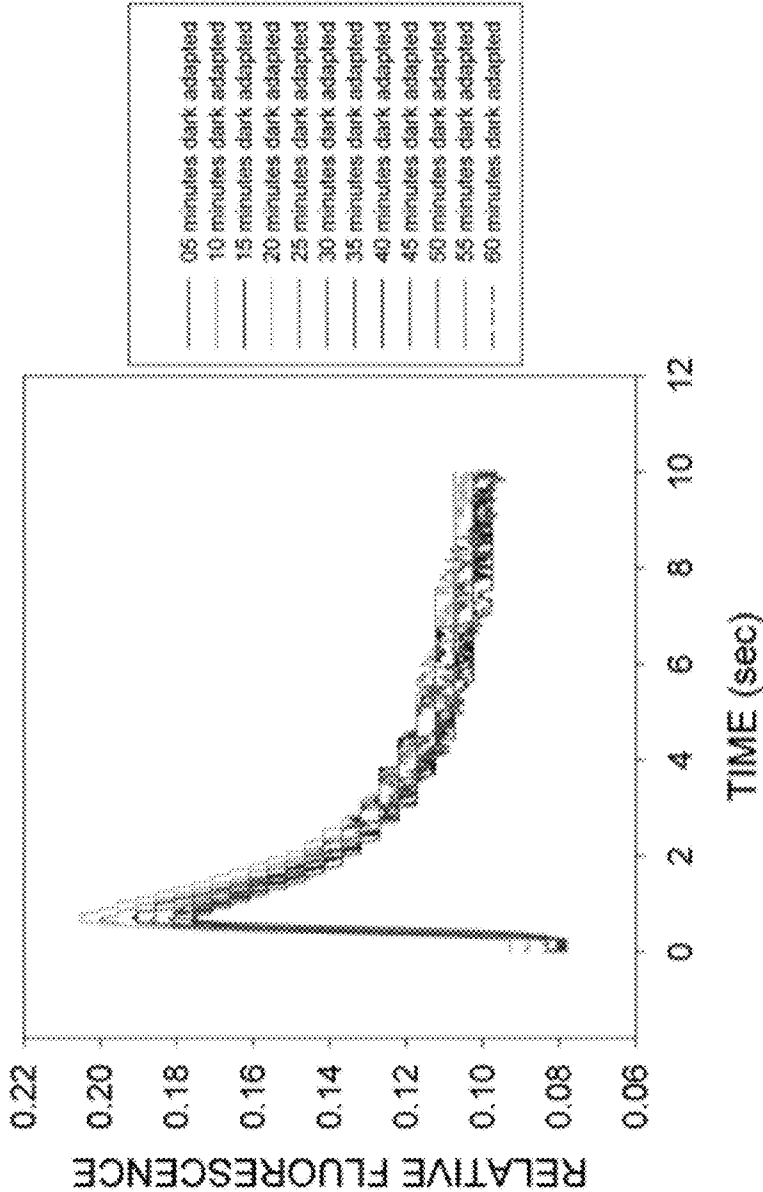 RELATIVE FLUORESCENCE
0.22
0.20
0.18
0.16
0.14
0.12
0.10
0.08
0.06
0
2
4
6
8
10
12
TIME (sec)
05 minutes dark adapted
10 minutes dark adapted
15 minutes dark adapted
20 minutes dark adapted
25 minutes dark adapted
30 minutes dark adapted
35 minutes dark adapted
40 minutes dark adapted
45 minutes dark adapted
50 minutes dark adapted
55 minutes dark adapted
60 minutes dark adapted